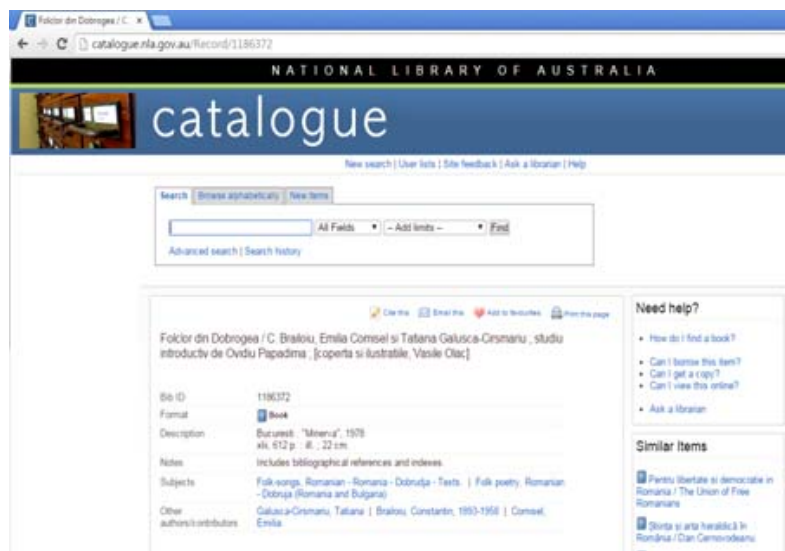 Folclor din Dobrogea / C.
catalogue.nla.gov.au/Record/1186372
NATIONAL LIBRARY OF AUSTRALIA
catalogue
New search | User lists | Site feedback | Ask a librarian | Help
Search Browse alphabetically New Items
All Fields -- Add limits -- Find
Advanced search | Search history
Cite this Email this Add to favourites Print this page
Folclor din Dobrogea / C. Brailoiu, Emilia Comisel si Tatiana Galusca-Cirsmariu ; studiu
introductiv de Ovidiu Papadima ; [coperta si ilustratiile, Vasile Olac]
Bib ID 1186372
Format Book
Description Bucuresti : "Minerva", 1978
xlii, 612 p. : ill. ; 22 cm.
Notes Includes bibliographical references and indexes.
Subjects Folk-songs, Romanian - Romania - Dobrudja - Texts. | Folk poetry, Romanian
- Dobruja (Romania and Bulgaria)
Other
authors/contributors
Galusca-Cirsmariu, Tatiana | Brailoiu, Constantin, 1893-1958 | Comisel,
Emilia
Need help?
How do I find a book?
Can I borrow this item?
Can I get a copy?
Can I view this online?
Ask a librarian
Similar Items
Pentru libertate si democratie in
Romania / The Union of Free
Romanians
Stiinta şi arta heraldică în
România / Dan Cernovodeanu